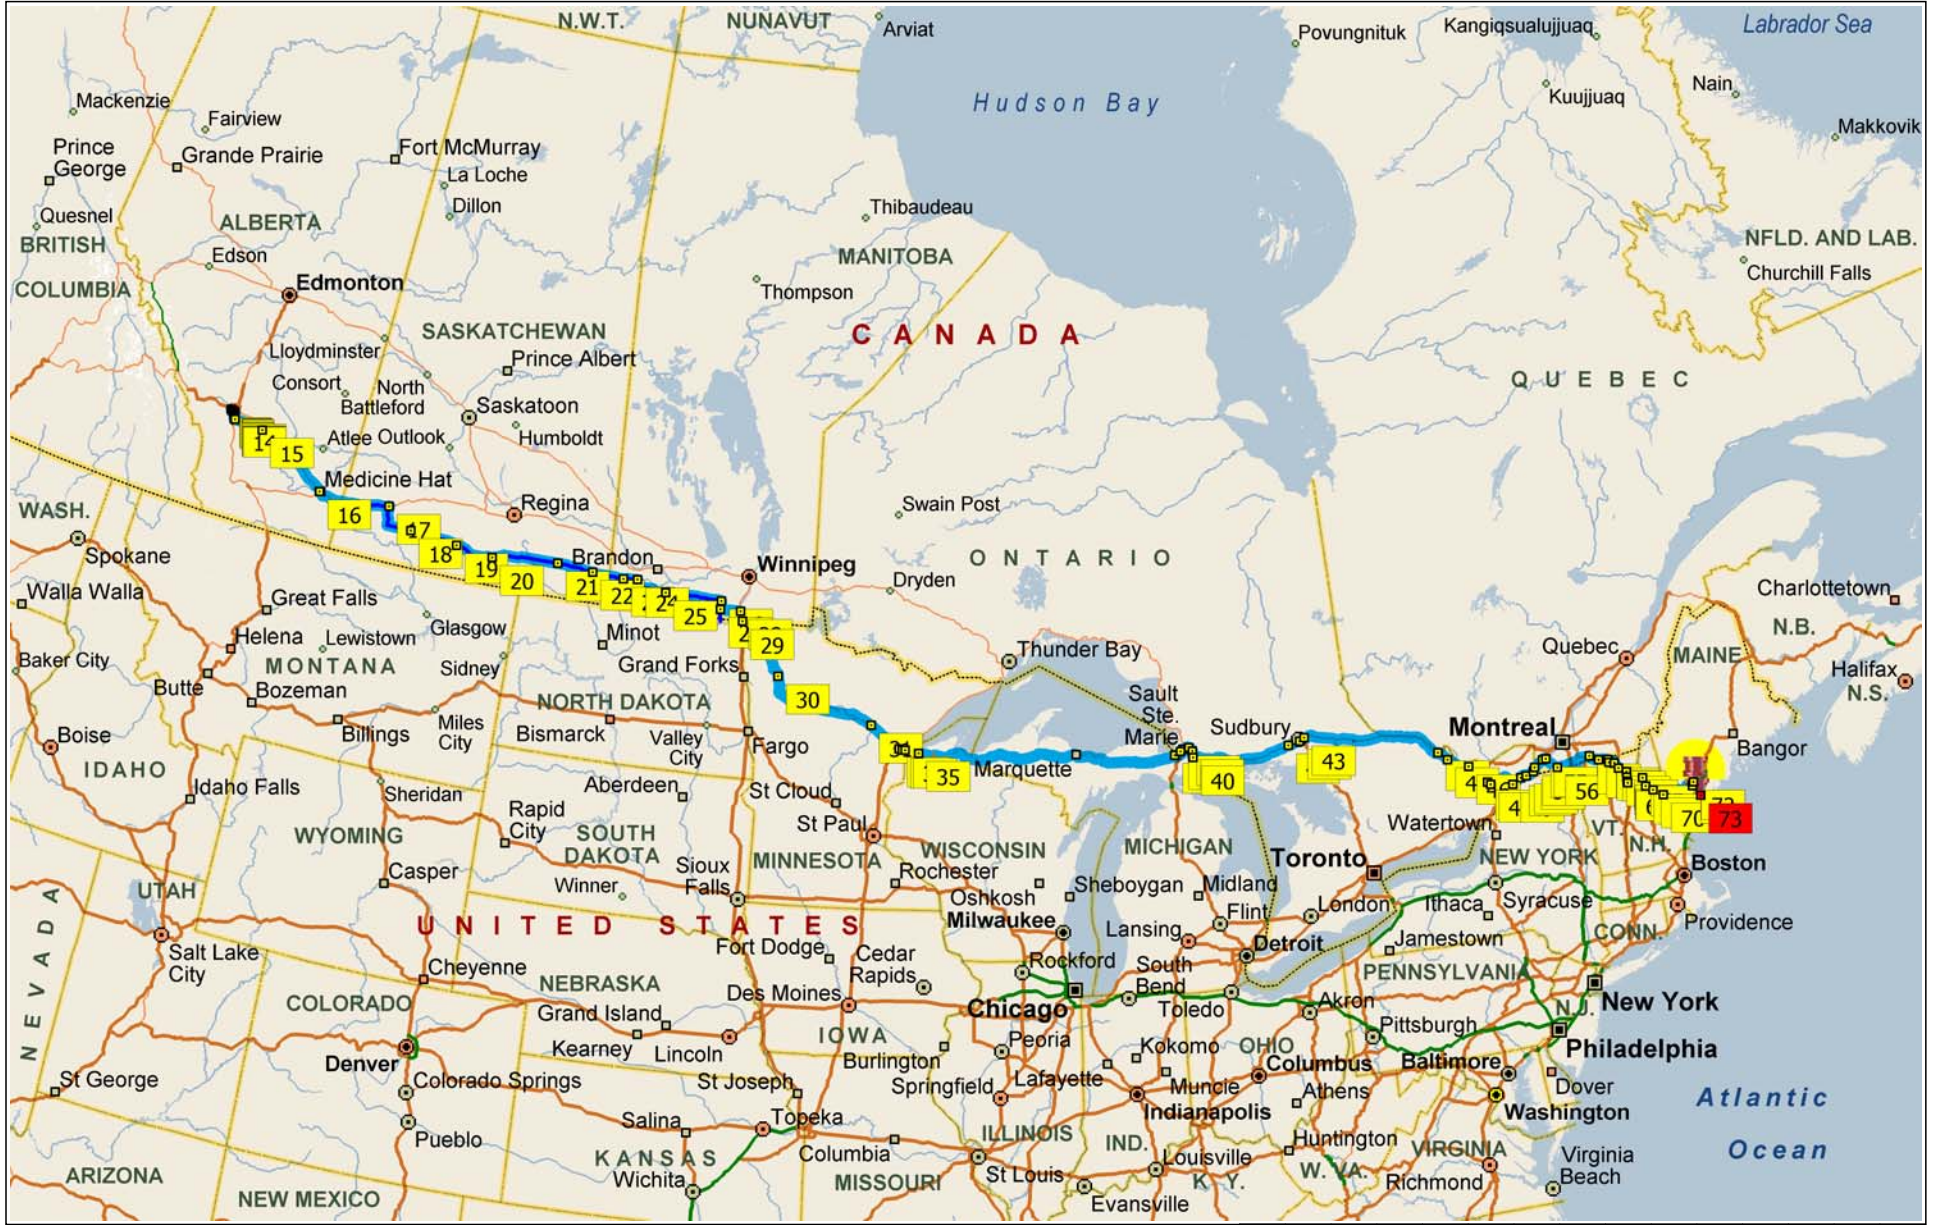 N.W.T.
NUNAVUT
Arviat
Povungnituk
Kangiqsualujjuaq
Labrador Sea
Mackenzie
Fairview
Hudson Bay
Kuujjuaq
Nain
Makkovik
Prince
George
Grande Prairie
Fort McMurray
La Loche
Dillon
Quesnel
ALBERTA
Thibaudeau
BRITISH
COLUMBIA
Edson
MANITOBA
NFLD. AND LAB.
Churchill Falls
Edmonton
Thompson
SASKATCHEWAN
CANADA
Lloydminster
Prince Albert
Consort
North
Battleford
QUEBEC
Saskatoon
Atlee
Outlook
Humboldt
14
15
Medicine Hat
16
Regina
Swain Post
WASH.
Spokane
17
18
19
20
Brandon
Winnipeg
ONTARIO
Dryden
Charlottetown
Walla Walla
Great Falls
21
22
24
25
Glasgow
Helena
Lewistown
Minot
29
N.B.
Baker City
MONTANA
Sidney
Grand Forks
Thunder Bay
Quebec
MAINE
Halifax
N.S.
Butte
Bozeman
NORTH DAKOTA
30
Sault
Ste.
Marie
Sudbury
Montreal
Boise
Billings
Miles
City
Bismarck
Valley
City
Fargo
Bangor
IDAHO
35
Marquette
40
43
Idaho Falls
Sheridan
Aberdeen
St Cloud
56
70
73
WYOMING
Rapid
City
SOUTH
DAKOTA
St Paul
Watertown
VT.
N.H.
MINNESOTA
WISCONSIN
MICHIGAN
Toronto
NEW YORK
Boston
Casper
Winner
Sioux
Falls
Rochester
Oshkosh
Sheboygan
Midland
NEVADA
UTAH
UNITED STATES
Milwaukee
Flint
London
Ithaca
Syracuse
Providence
Salt Lake
City
Fort Dodge
Cedar
Rapids
Lansing
Detroit
Jamestown
CONN.
Cheyenne
Rockford
South
Bend
PENNSYLVANIA
NEBRASKA
COLORADO
Des Moines
Chicago
Toledo
Akron
N.J.
New York
Grand Island
IOWA
Denver
Kearney
Lincoln
Burlington
Peoria
Kokomo
OHIO
Pittsburgh
Philadelphia
St George
Colorado Springs
St Joseph
Springfield
Lafayette
Muncie
Columbus
Baltimore
Dover
Pueblo
Salina
Topeka
Indianapolis
Athens
Washington
Atlantic
Ocean
ARIZONA
KANSAS
Columbia
ILLINOIS
IND.
Huntington
VIRGINIA
Virginia
Beach
Wichita
MISSOURI
St Louis
Louisville
W. VA.
Richmond
NEW MEXICO
Evansville
K Y.